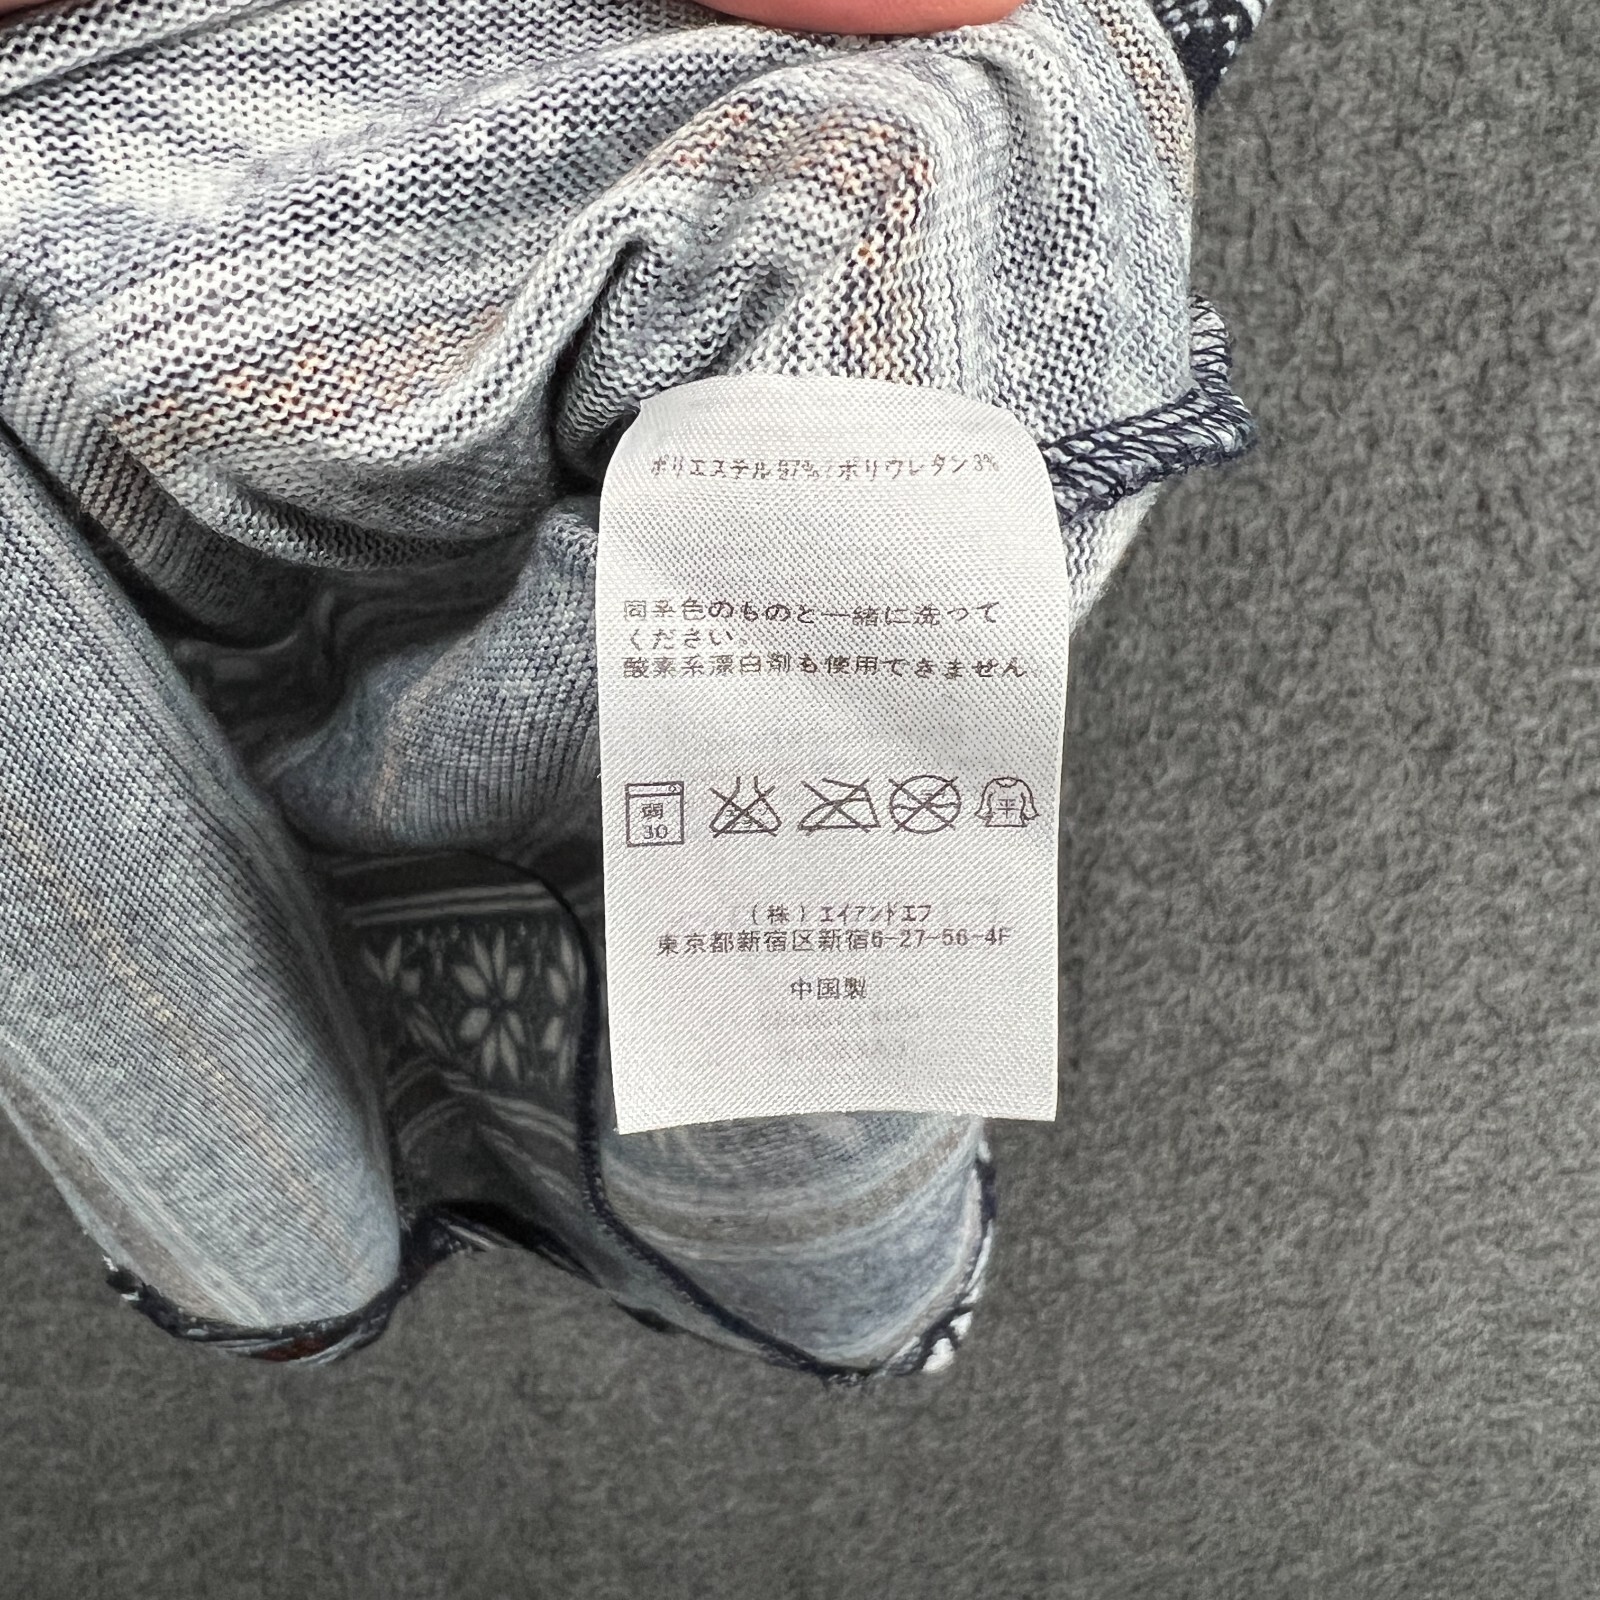 ポリエステル 97%/ポリウレタン 3%
同系色のものと一緒に洗って
ください。
酸素系漂白剤も使用できません
弱
30
平
(株)エイアンドエフ
東京都新宿区新宿6-27-56-4F
中国製